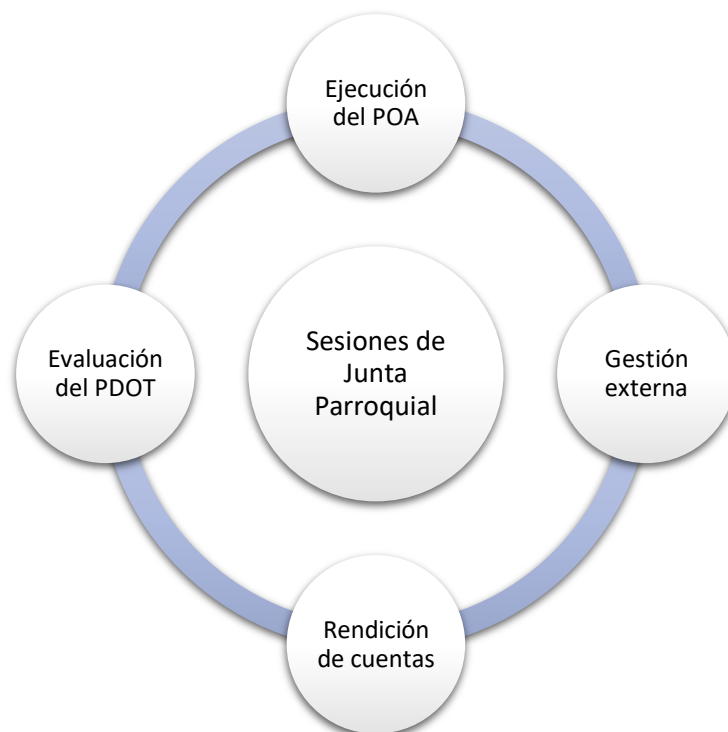 Ejecución
del POA
Evaluación
del PDOT
Sesiones de
Junta
Parroquial
Gestión
externa
Rendición
de cuentas